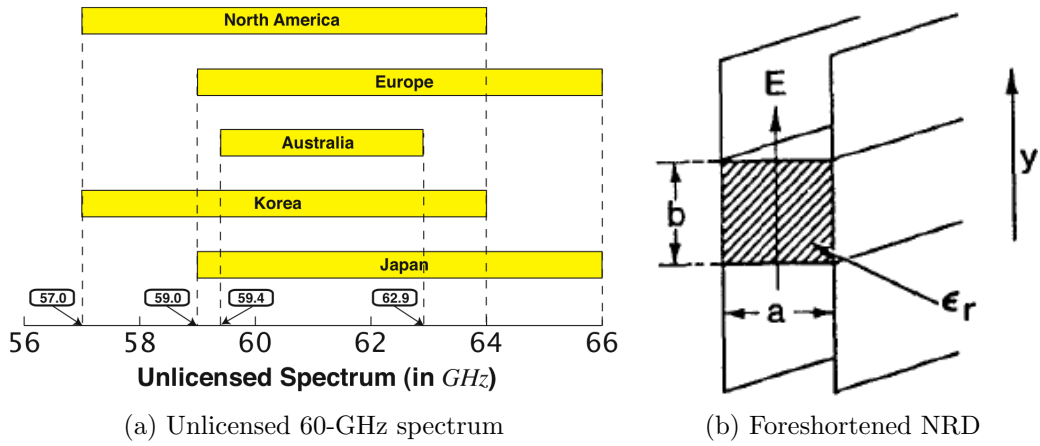 North America
Europe
Australia
Korea
Japan
57.0 59.0 59.4 62.9
56 58 60 62 64 66
Unlicensed Spectrum (in GHz)
(a) Unlicensed 60-GHz spectrum
E
y
b
a
ϵr
(b) Foreshortened NRD